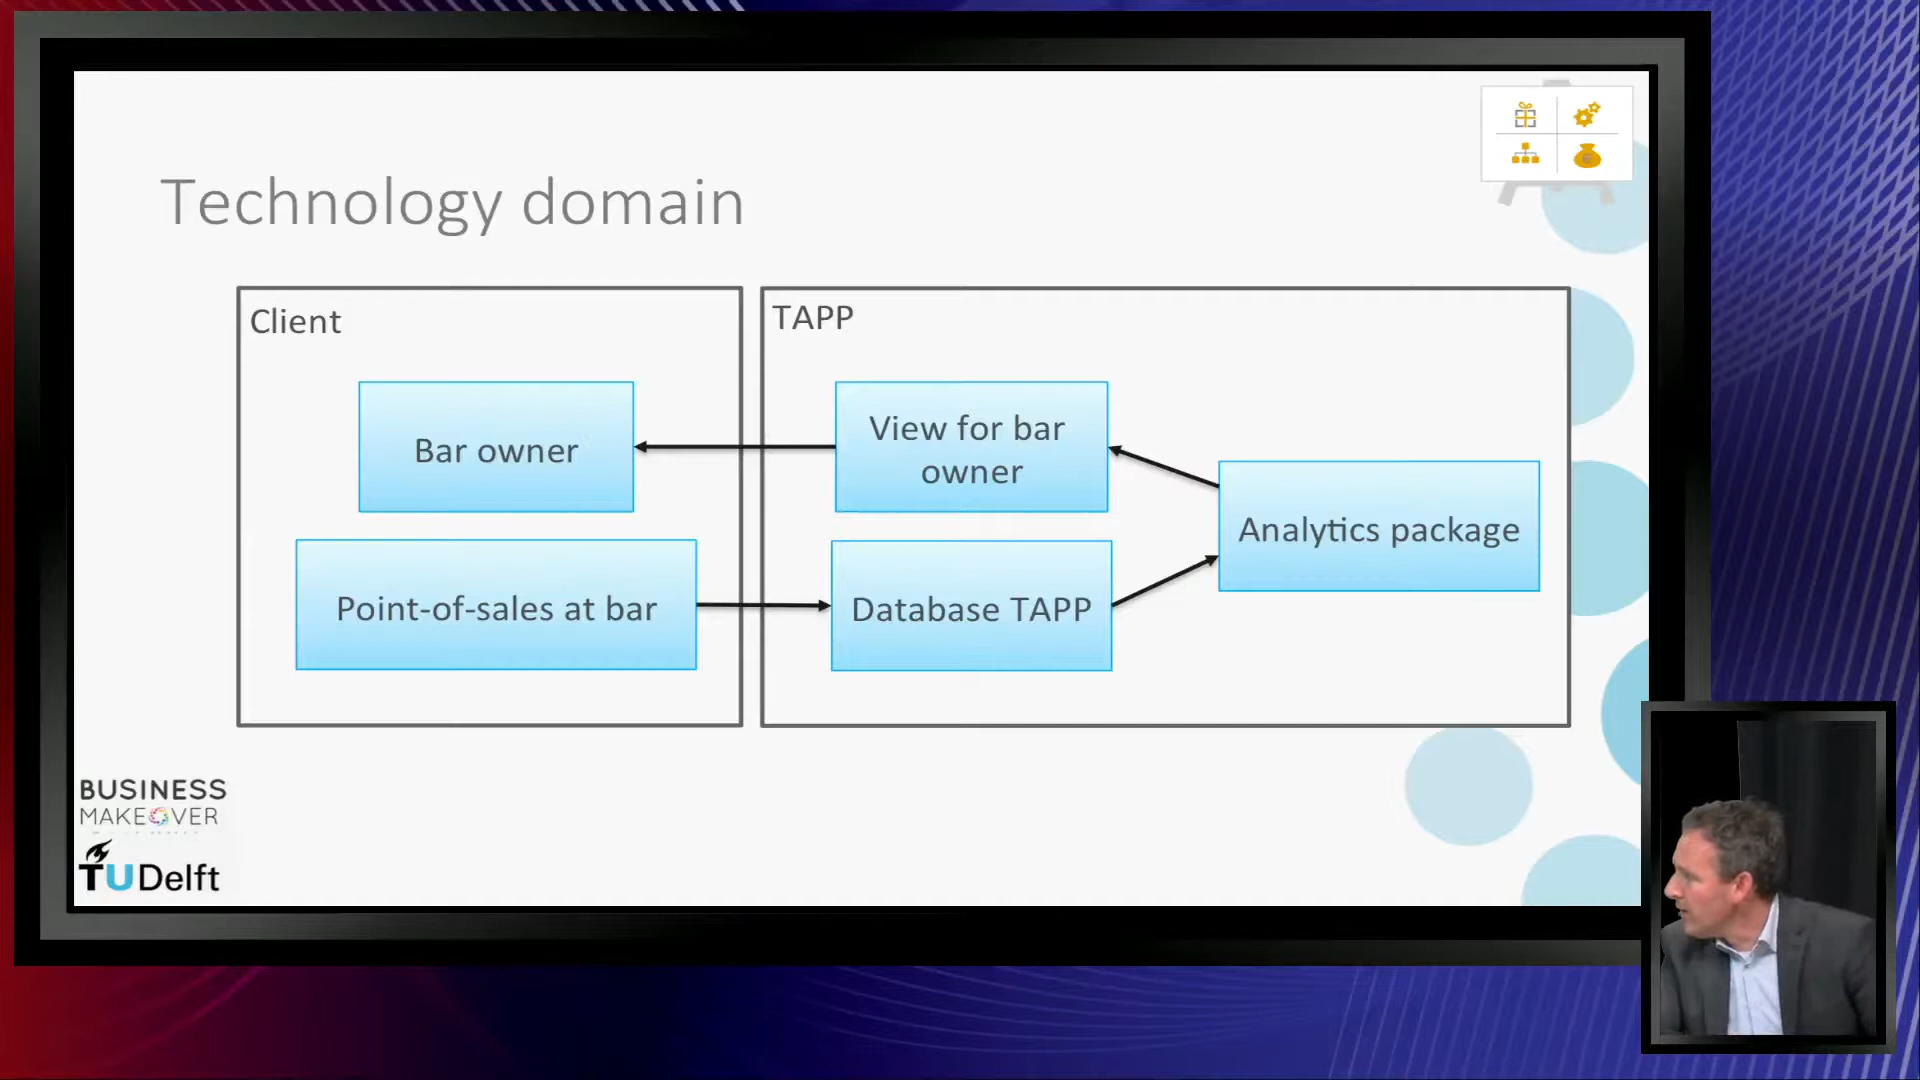 Technology domain
Client
TAPP
Bar owner
View for bar
owner
Analytics package
Point-of-sales at bar
Database TAPP
BUSINESS
MAKEOVER
TUDelft